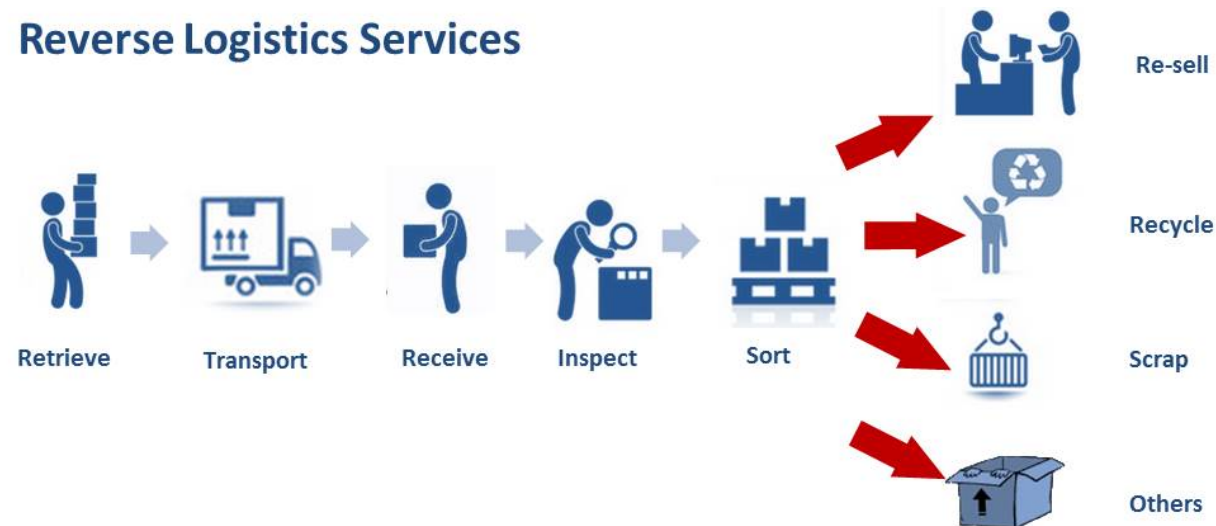 Reverse Logistics Services
Re-sell
Recycle
Retrieve
Transport
Receive
Inspect
Sort
Scrap
Others